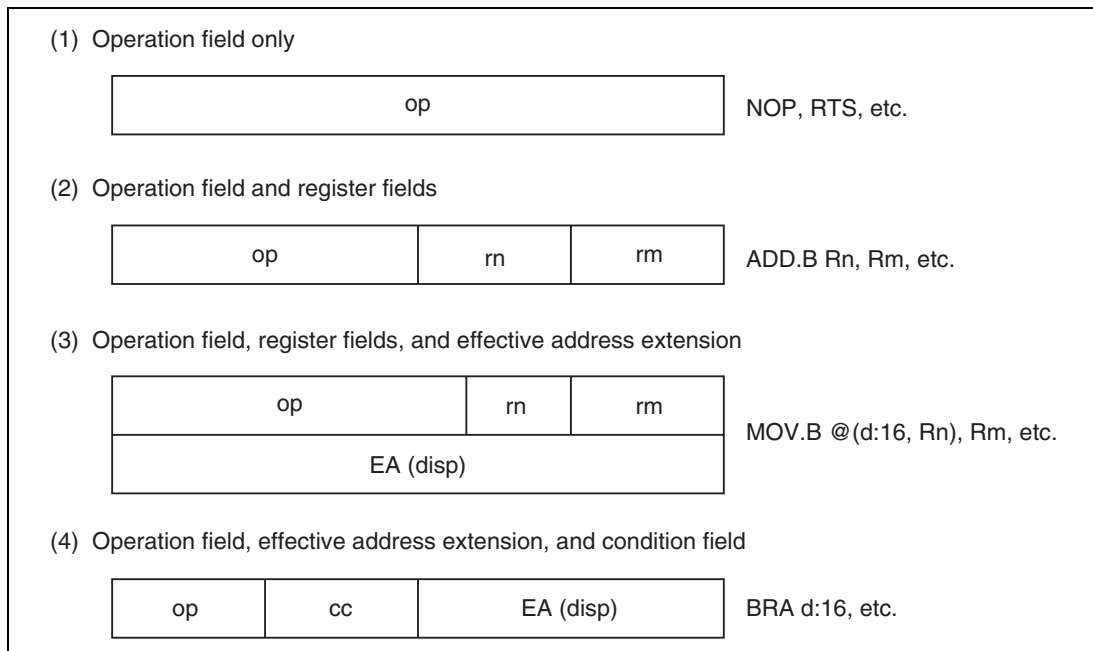 (1) Operation field only
op
NOP, RTS, etc.
(2) Operation field and register fields
op rn rm
ADD.B Rn, Rm, etc.
(3) Operation field, register fields, and effective address extension
op rn rm
EA (disp)
MOV.B @(d:16, Rn), Rm, etc.
(4) Operation field, effective address extension, and condition field
op cc EA (disp)
BRA d:16, etc.